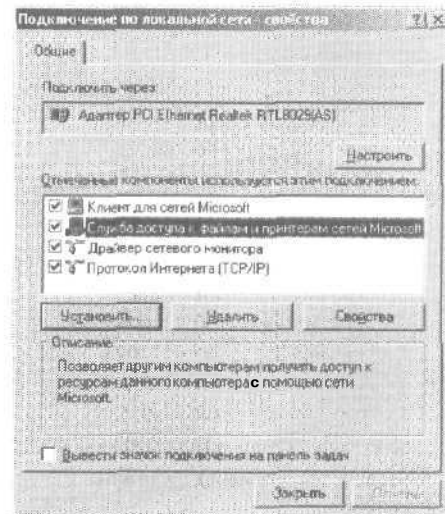 Подключение по локальной сети - свойства
Общие
Подключить через:
Адаптер PCI Ethernet Realtek RTL8029(AS)
Настроить
Отмеченные компоненты используются этим подключением:
Клиент для сетей Microsoft
Служба доступа к файлам и принтерам сетей Microsoft
Драйвер сетевого монитора
Протокол Интернета (TCP/IP)
Установить... Удалить Свойства
Описание
Позволяет другим компьютерам получать доступ к
ресурсам данного компьютера с помощью сети
Microsoft.
Вывести значок подключения на панель задач
Закрыть Отмена